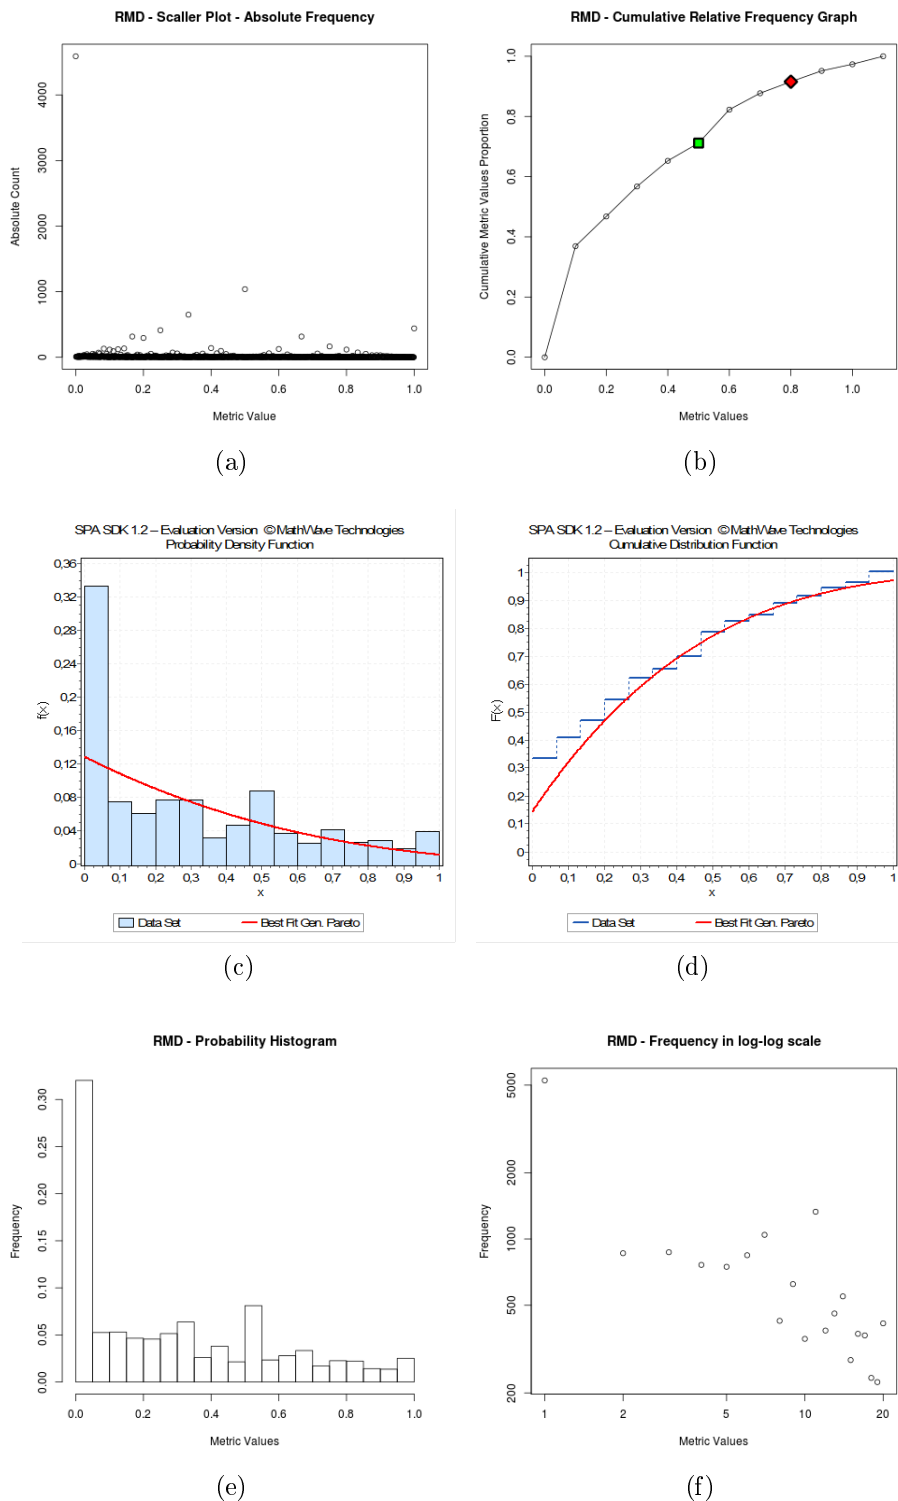 RMD - Scaller Plot - Absolute Frequency
Absolute Count
4000
3000
2000
1000
0
0.0 0.2 0.4 0.6 0.8 1.0
Metric Value
(a)
RMD - Cumulative Relative Frequency Graph
Cumulative Metric Values Proportion
1.0
0.8
0.6
0.4
0.2
0.0
0.0 0.2 0.4 0.6 0.8 1.0
Metric Values
(b)
SPA SDK 1.2 – Evaluation Version © MathWave Technologies
Probability Density Function
f(x)
0,36
0,32
0,28
0,24
0,2
0,16
0,12
0,08
0,04
0
0 0,1 0,2 0,3 0,4 0,5 0,6 0,7 0,8 0,9 1
x
Data Set Best Fit Gen. Pareto
(c)
SPA SDK 1.2 – Evaluation Version © MathWave Technologies
Cumulative Distribution Function
F(x)
1
0,9
0,8
0,7
0,6
0,5
0,4
0,3
0,2
0,1
0
0 0,1 0,2 0,3 0,4 0,5 0,6 0,7 0,8 0,9 1
x
Data Set Best Fit Gen. Pareto
(d)
RMD - Probability Histogram
Frequency
0.30
0.25
0.20
0.15
0.10
0.05
0.00
0.0 0.2 0.4 0.6 0.8 1.0
Metric Values
(e)
RMD - Frequency in log-log scale
Frequency
5000
2000
1000
500
200
1 2 5 10 20
Metric Values
(f)